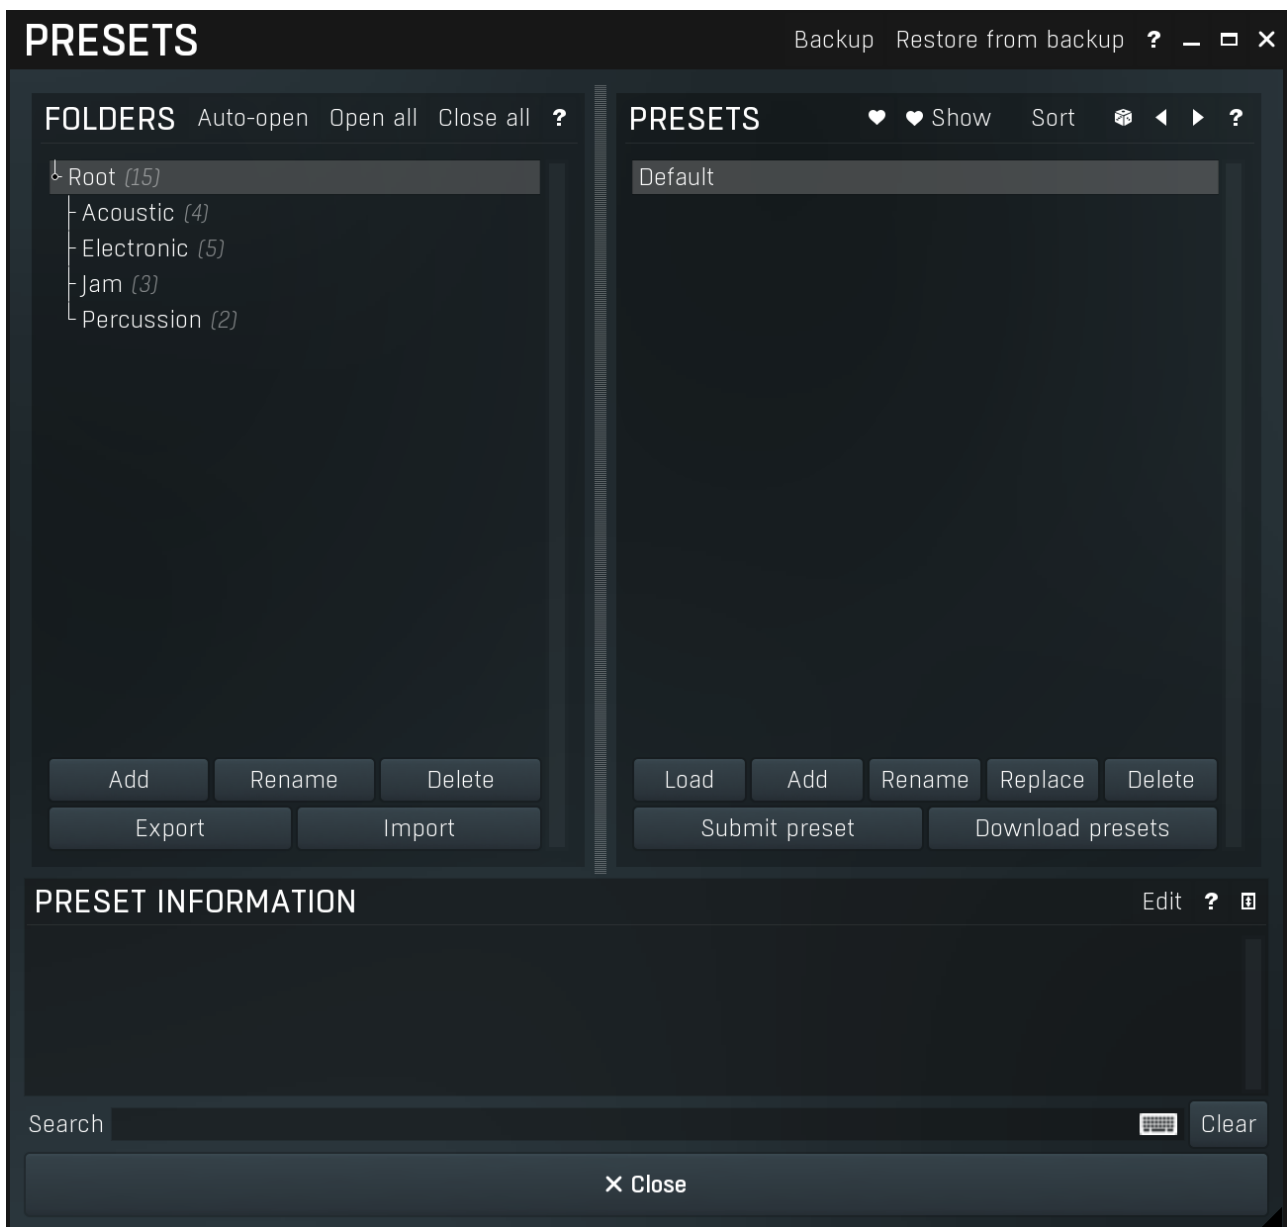 PRESETS Backup Restore from backup ?
FOLDERS Auto-open Open all Close all ?
Root (15)
Acoustic (4)
Electronic (5)
Jam (3)
Percussion (2)
Add Rename Delete
Export Import
PRESETS Show Sort ?
Default
Load Add Rename Replace Delete
Submit preset Download presets
PRESET INFORMATION Edit ?
Search Clear
Close